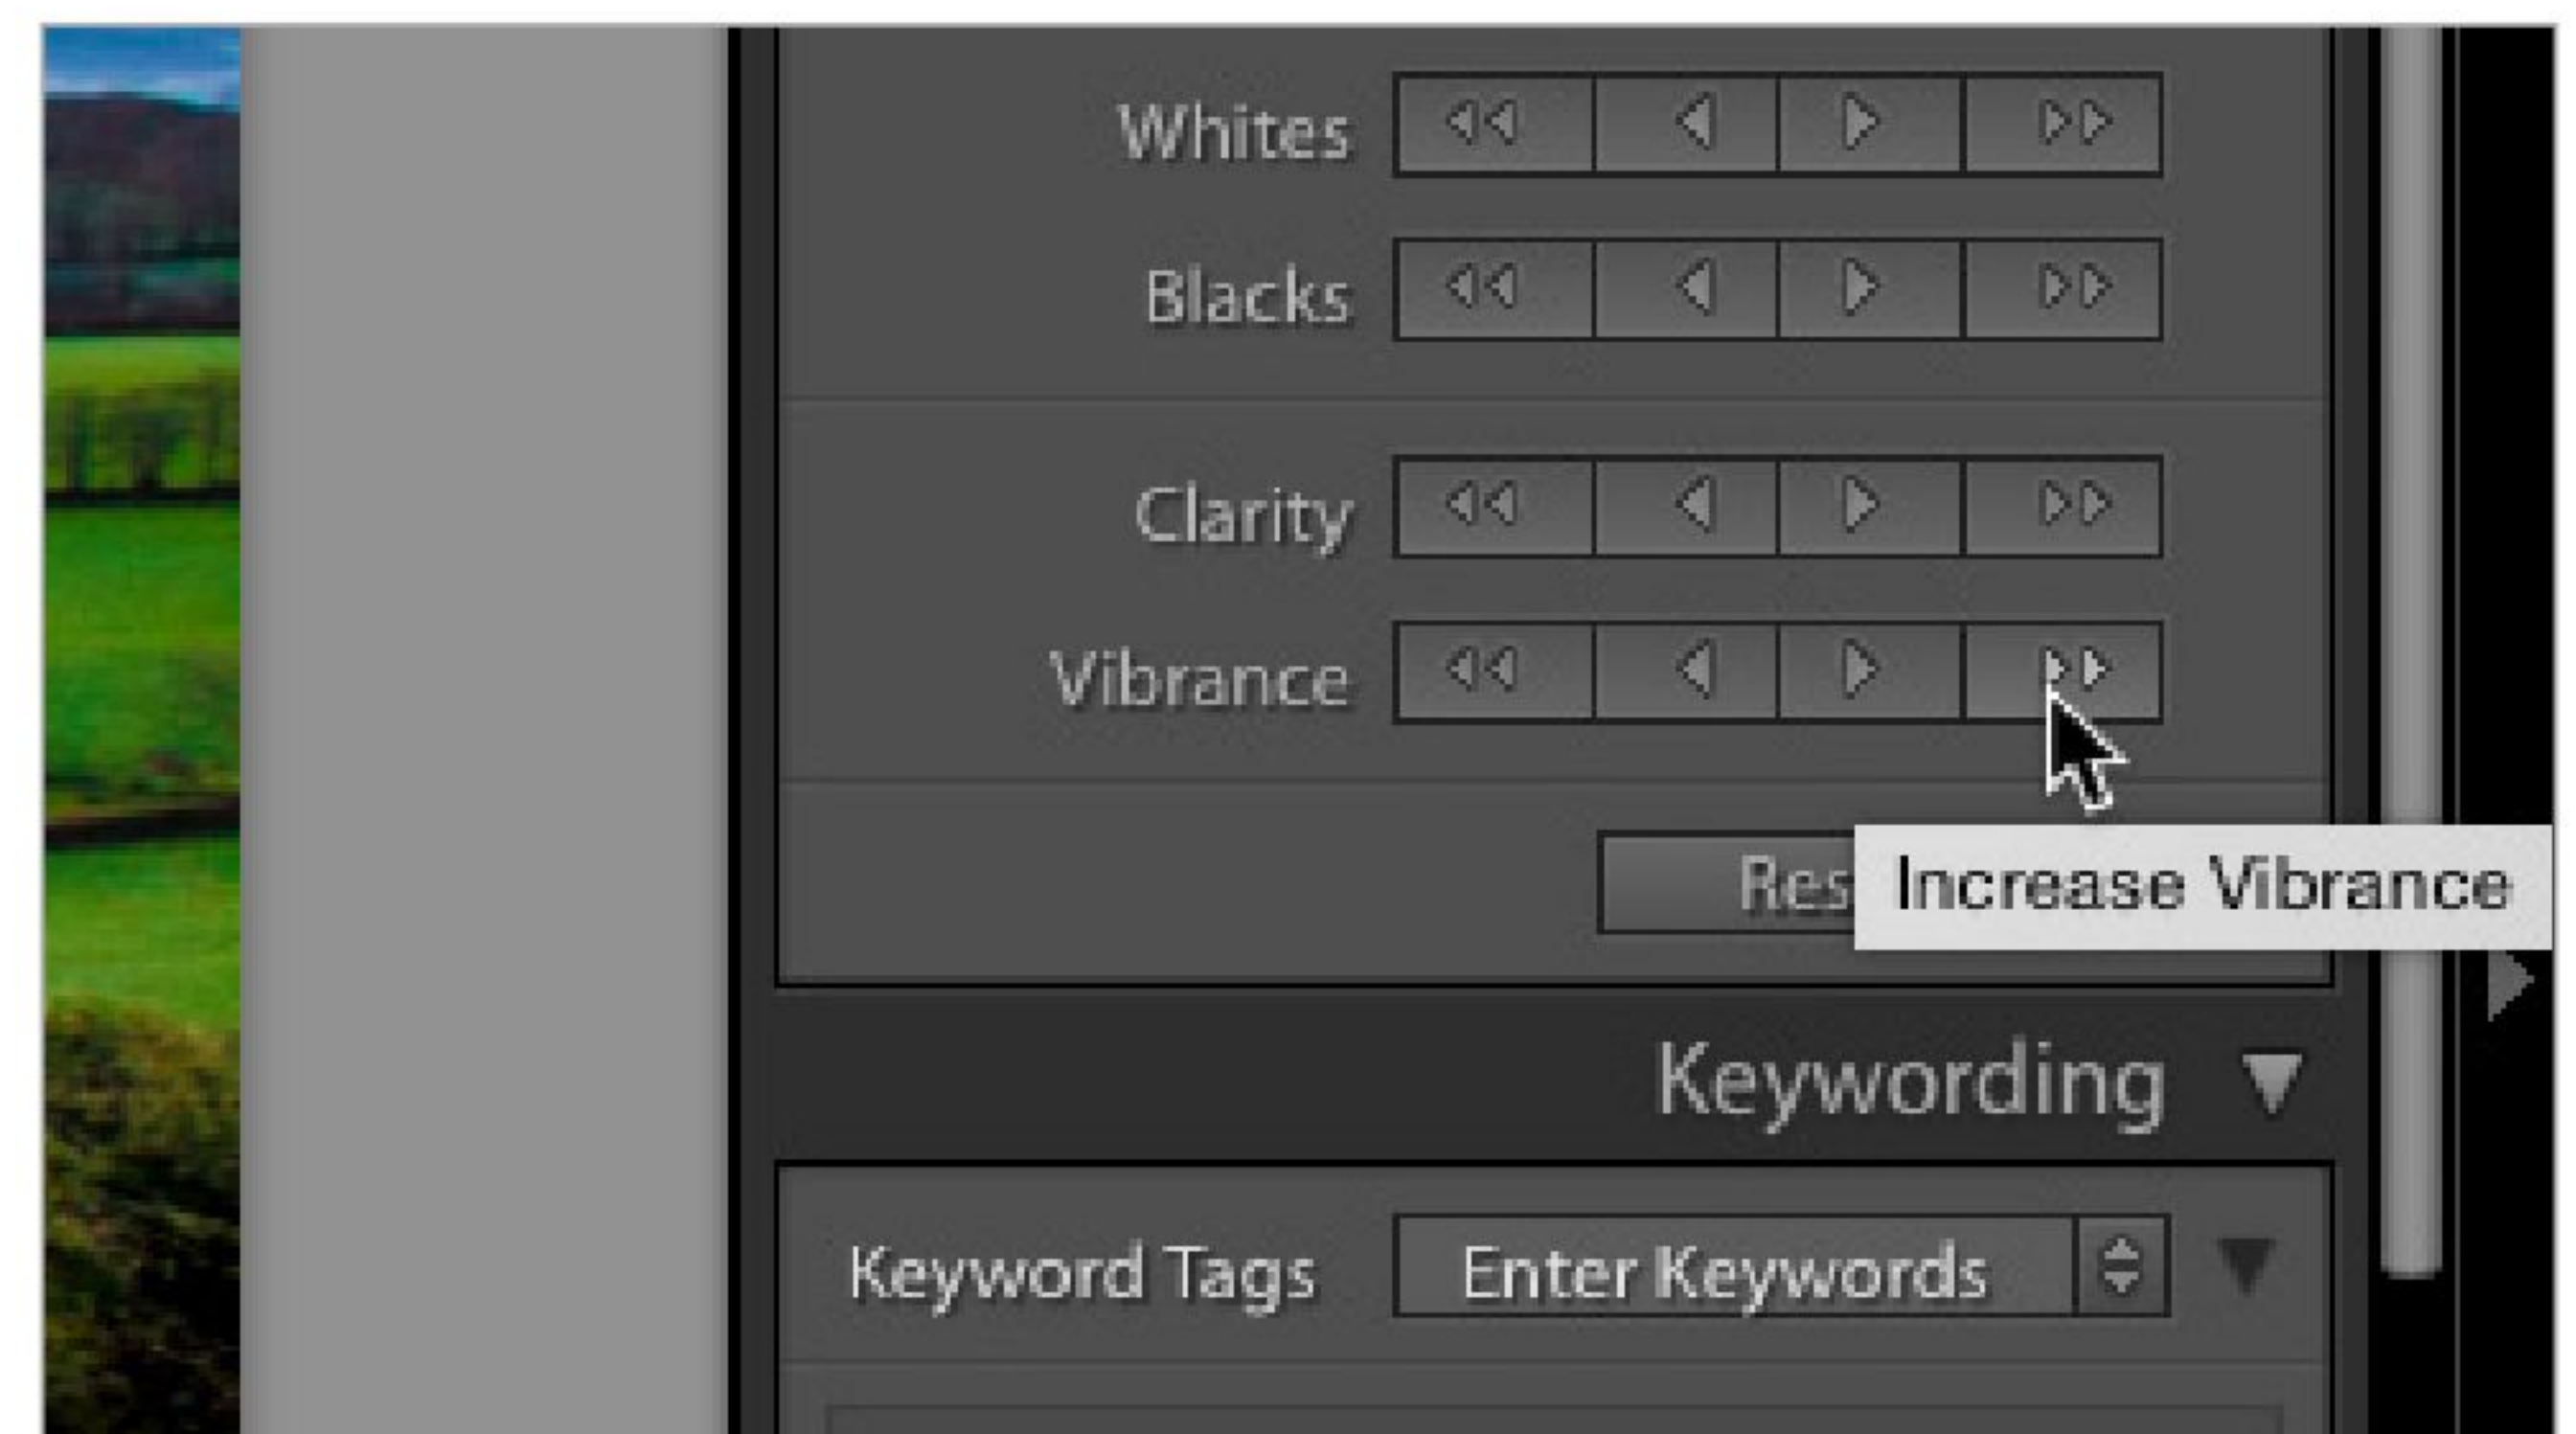 Whites
Blacks
Clarity
Vibrance
Res
Increase Vibrance
Keywording
Keyword Tags Enter Keywords